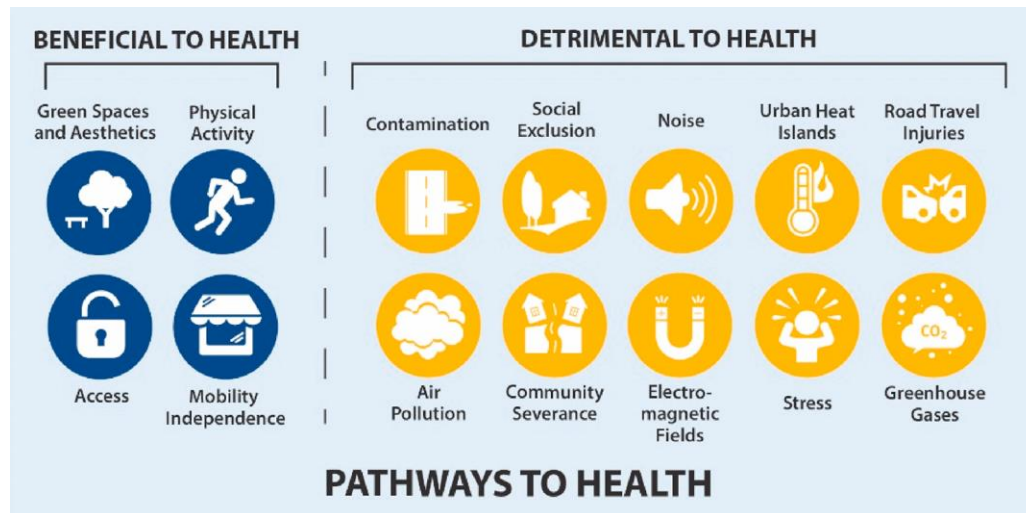 BENEFICIAL TO HEALTH
DETRIMENTAL TO HEALTH
Green Spaces
and Aesthetics
Physical
Activity
Contamination
Social
Exclusion
Noise
Urban Heat
Islands
Road Travel
Injuries
CO₂
Access
Mobility
Independence
Air
Pollution
Community
Severance
Electro-
magnetic
Fields
Stress
Greenhouse
Gases
PATHWAYS TO HEALTH